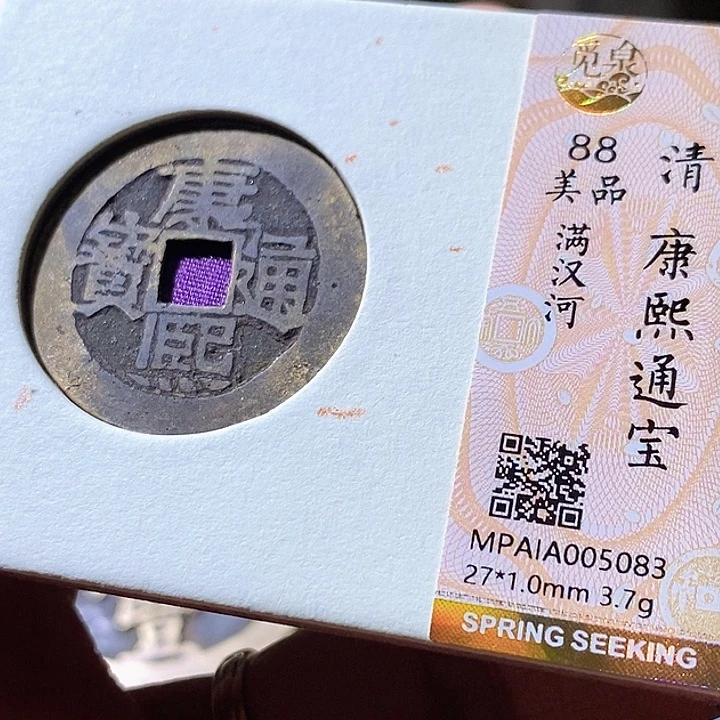 康熙通寶
觅泉
清
康熙通宝
88
美品
满汉河
MPAIA005083
27*1.0mm 3.7g
SPRING SEEKING